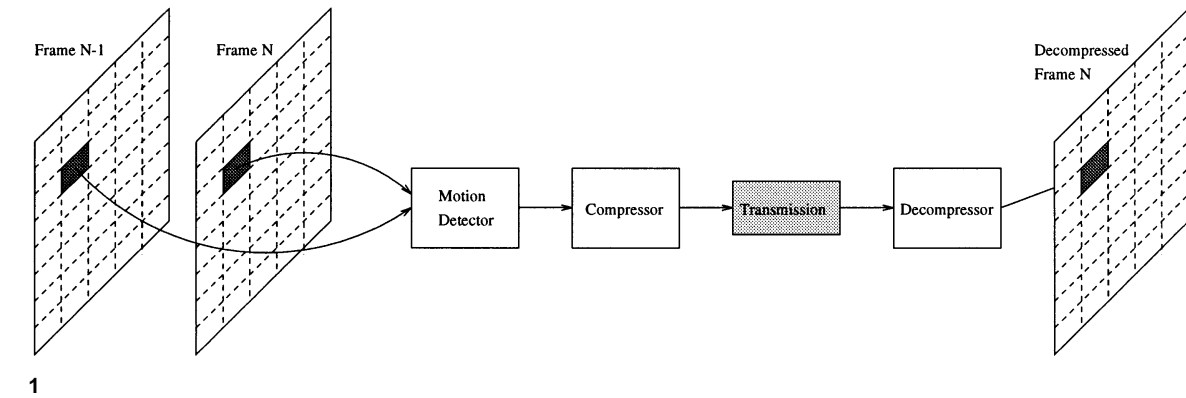 Frame N-1
Frame N
Decompressed
Frame N
Motion
Detector
Compressor
Transmission
Decompressor
1